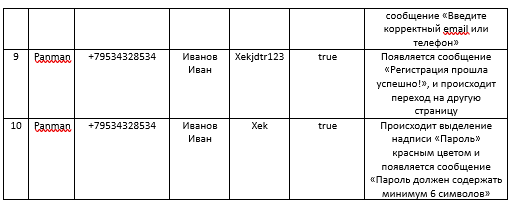 сообщение «Введите
корректный email или
телефон»
9 Panman +79534328534 Иванов Xekjdtr123 true Появляется сообщение
Иван «Регистрация прошла
успешно!», и происходит
переход на другую
страницу
10 Panman +79534328534 Иванов Xek true Происходит выделение
Иван надписи «Пароль»
красным цветом и
появляется сообщение
«Пароль должен содержать
минимум 6 символов»